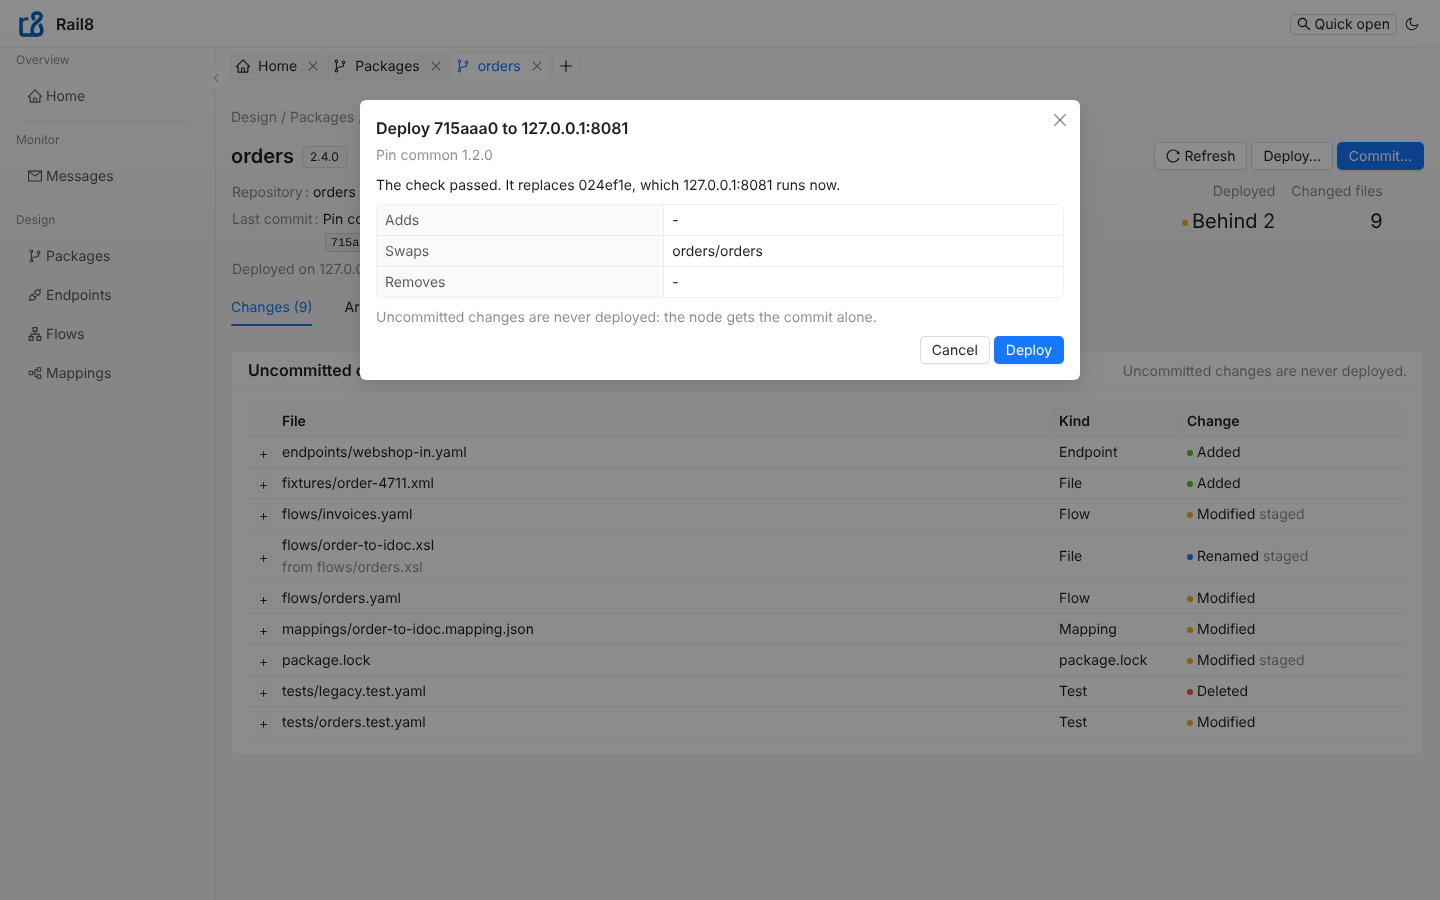 r8 Rail8
Quick open
Overview
Home
Monitor
Messages
Design
Packages
Endpoints
Flows
Mappings
Home
Packages
orders
Design / Packages /
orders 2.4.0
Refresh
Deploy...
Commit...
Repository: orders
Last commit: Pin co
715aa
Deployed on 127.0.0
Deployed
Behind 2
Changed files
9
Changes (9)
Ar
Deploy 715aaa0 to 127.0.0.1:8081
Pin common 1.2.0
The check passed. It replaces 024ef1e, which 127.0.0.1:8081 runs now.
Adds -
Swaps orders/orders
Removes -
Uncommitted changes are never deployed: the node gets the commit alone.
Cancel Deploy
Uncommitted c
Uncommitted changes are never deployed.
File Kind Change
+ endpoints/webshop-in.yaml Endpoint Added
+ fixtures/order-4711.xml File Added
+ flows/invoices.yaml Flow Modified staged
+ flows/order-to-idoc.xsl File Renamed staged
from flows/orders.xsl
+ flows/orders.yaml Flow Modified
+ mappings/order-to-idoc.mapping.json Mapping Modified
+ package.lock package.lock Modified staged
+ tests/legacy.test.yaml Test Deleted
+ tests/orders.test.yaml Test Modified